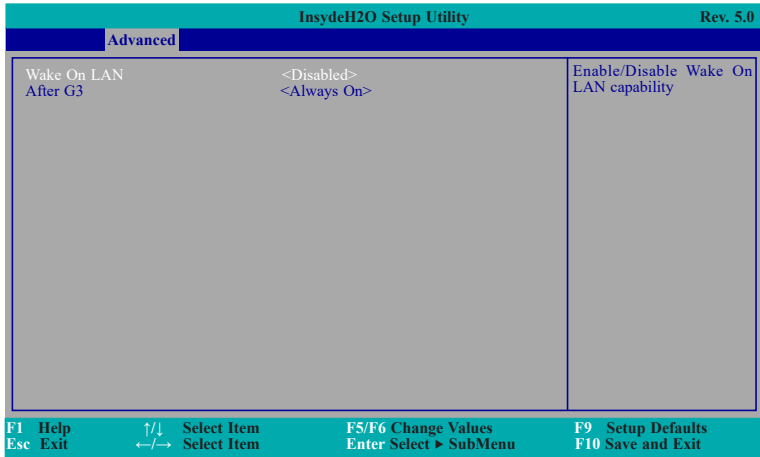 InsydeH2O Setup Utility Rev. 5.0
Advanced
Wake On LAN <Disabled>
After G3 <Always On>
Enable/Disable Wake On
LAN capability
F1 Help ↑/↓ Select Item F5/F6 Change Values F9 Setup Defaults
Esc Exit ←/→ Select Item Enter Select ▶ SubMenu F10 Save and Exit